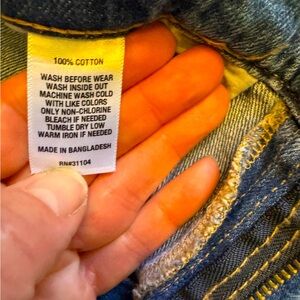 100% COTTON
WASH BEFORE WEAR
WASH INSIDE OUT
MACHINE WASH COLD
WITH LIKE COLORS
ONLY NON-CHLORINE
BLEACH IF NEEDED
TUMBLE DRY LOW
WARM IRON IF NEEDED
MADE IN BANGLADESH
RN#31104